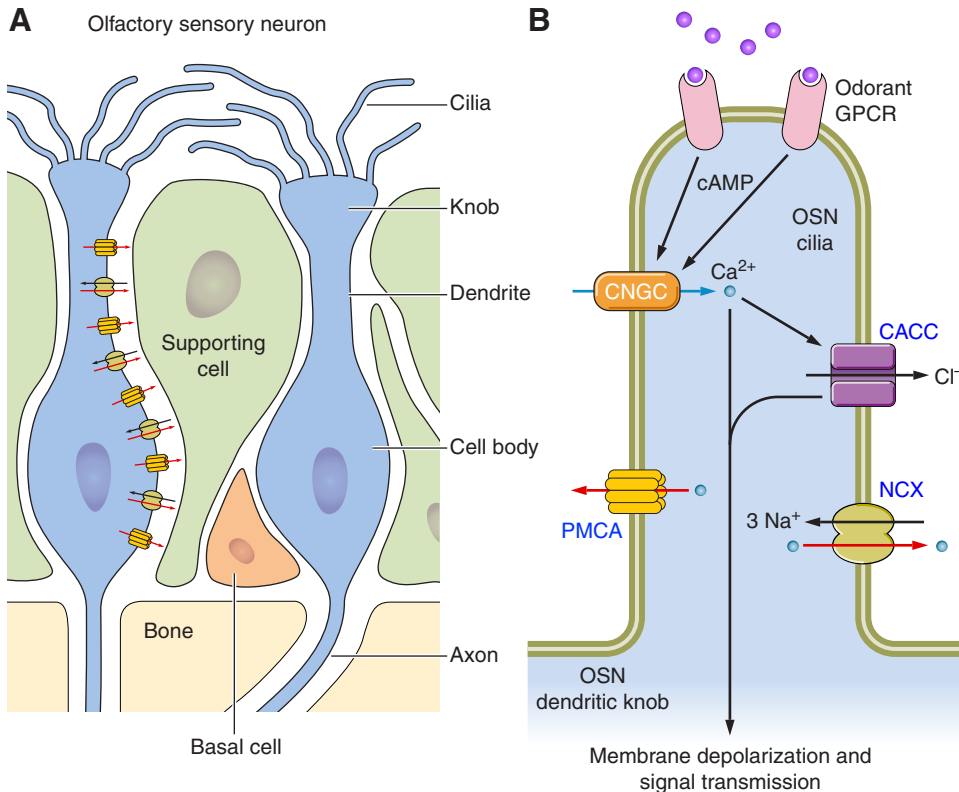 A
Olfactory sensory neuron
Cilia
Knob
Dendrite
Supporting
cell
Cell body
Bone
Axon
Basal cell
B
Odorant
GPCR
cAMP
OSN
cilia
Ca²⁺
CNGC
CACC
Cl⁻
NCX
3 Na⁺
PMCA
OSN
dendritic knob
Membrane depolarization and
signal transmission